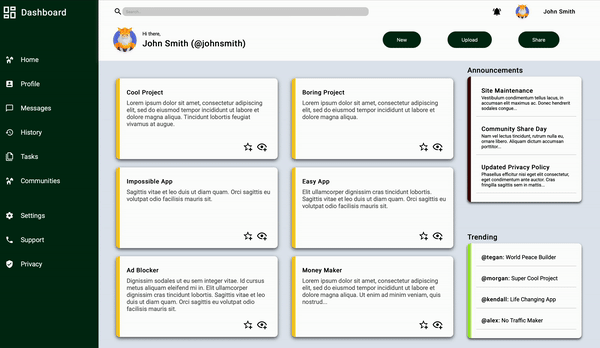 Dashboard
Home
Profile
Messages
History
Tasks
Communities
Settings
Support
Privacy
John Smith
Hi there,
John Smith (@johnsmith)
New
Upload
Share
Cool Project
Lorem ipsum dolor sit amet, consectetur adipiscing
elit, sed do eiusmod tempor incididunt ut labore et
dolore magna aliqua. Tincidunt lobortis feugiat
vivamus at augue.
Boring Project
Lorem ipsum dolor sit amet, consectetur adipiscing
elit, sed do eiusmod tempor incididunt ut labore et
dolore magna aliqua.
Impossible App
Sagittis vitae et leo duis ut diam quam. Orci sagittis eu
volutpat odio facilisis mauris sit.
Easy App
Elit ullamcorper dignissim cras tincidunt lobortis.
Sagittis vitae et leo duis ut diam quam. Orci sagittis eu
volutpat odio facilisis mauris sit.
Ad Blocker
Dignissim sodales ut eu sem integer vitae. Id cursus
metus aliquam eleifend mi in. Elit ullamcorper
dignissim cras tincidunt lobortis. Sagittis vitae et leo
duis ut diam quam. Orci sagittis eu volutpat odio
facilisis mauris sit.
Money Maker
Lorem ipsum dolor sit amet, consectetur adipiscing
elit, sed do eiusmod tempor incididunt ut labore et
dolore magna aliqua. Ut enim ad minim veniam, quis
nostrud...
Announcements
Site Maintenance
Vestibulum condimentum tellus lacus, in
accumsan elit maximus ac. Donec hendrerit
sodales congue...
Community Share Day
Nam vel lectus tincidunt, rutrum nulla eu,
ornare libero. Aliquam dictum accumsan
porttitor...
Updated Privacy Policy
Phasellus efficitur nisi eget elit consectetur,
eget condimentum ante auctor. Cras
fringilla sagittis sem in mattis...
Trending
@tegan: World Peace Builder
@morgan: Super Cool Project
@kendall: Life Changing App
@alex: No Traffic Maker